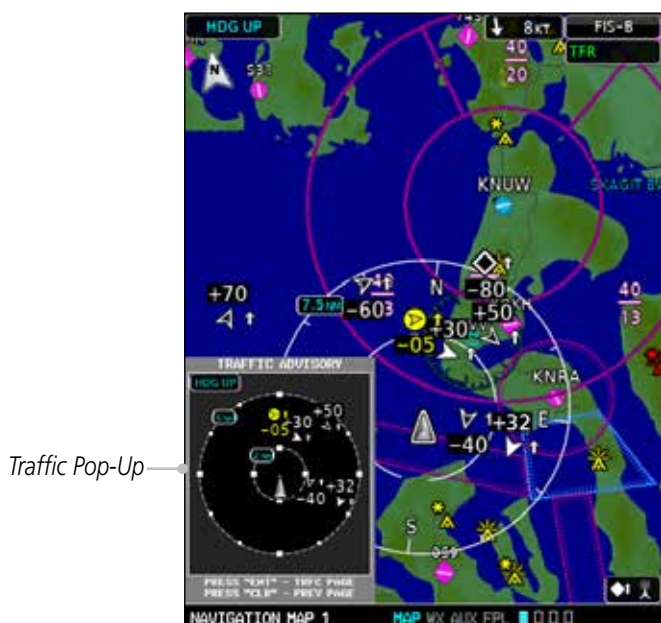 HDG UP
8KT
FIS-B
TFR
N
S31
40
20
KNUW
SKAGIT
N
-80
+50
+70
7.5NM
-60
+30
-05
40
13
TRAFFIC ADVISORY
HDG UP
KNRA
+32
E
-40
+50
-05
+30
+32
-40
Traffic Pop-Up
S
PRESS "ENT" - TRFC PAGE
PRESS "CLR" - PREV PAGE
NAVIGATION MAP 1
MAP WX AUX FPL